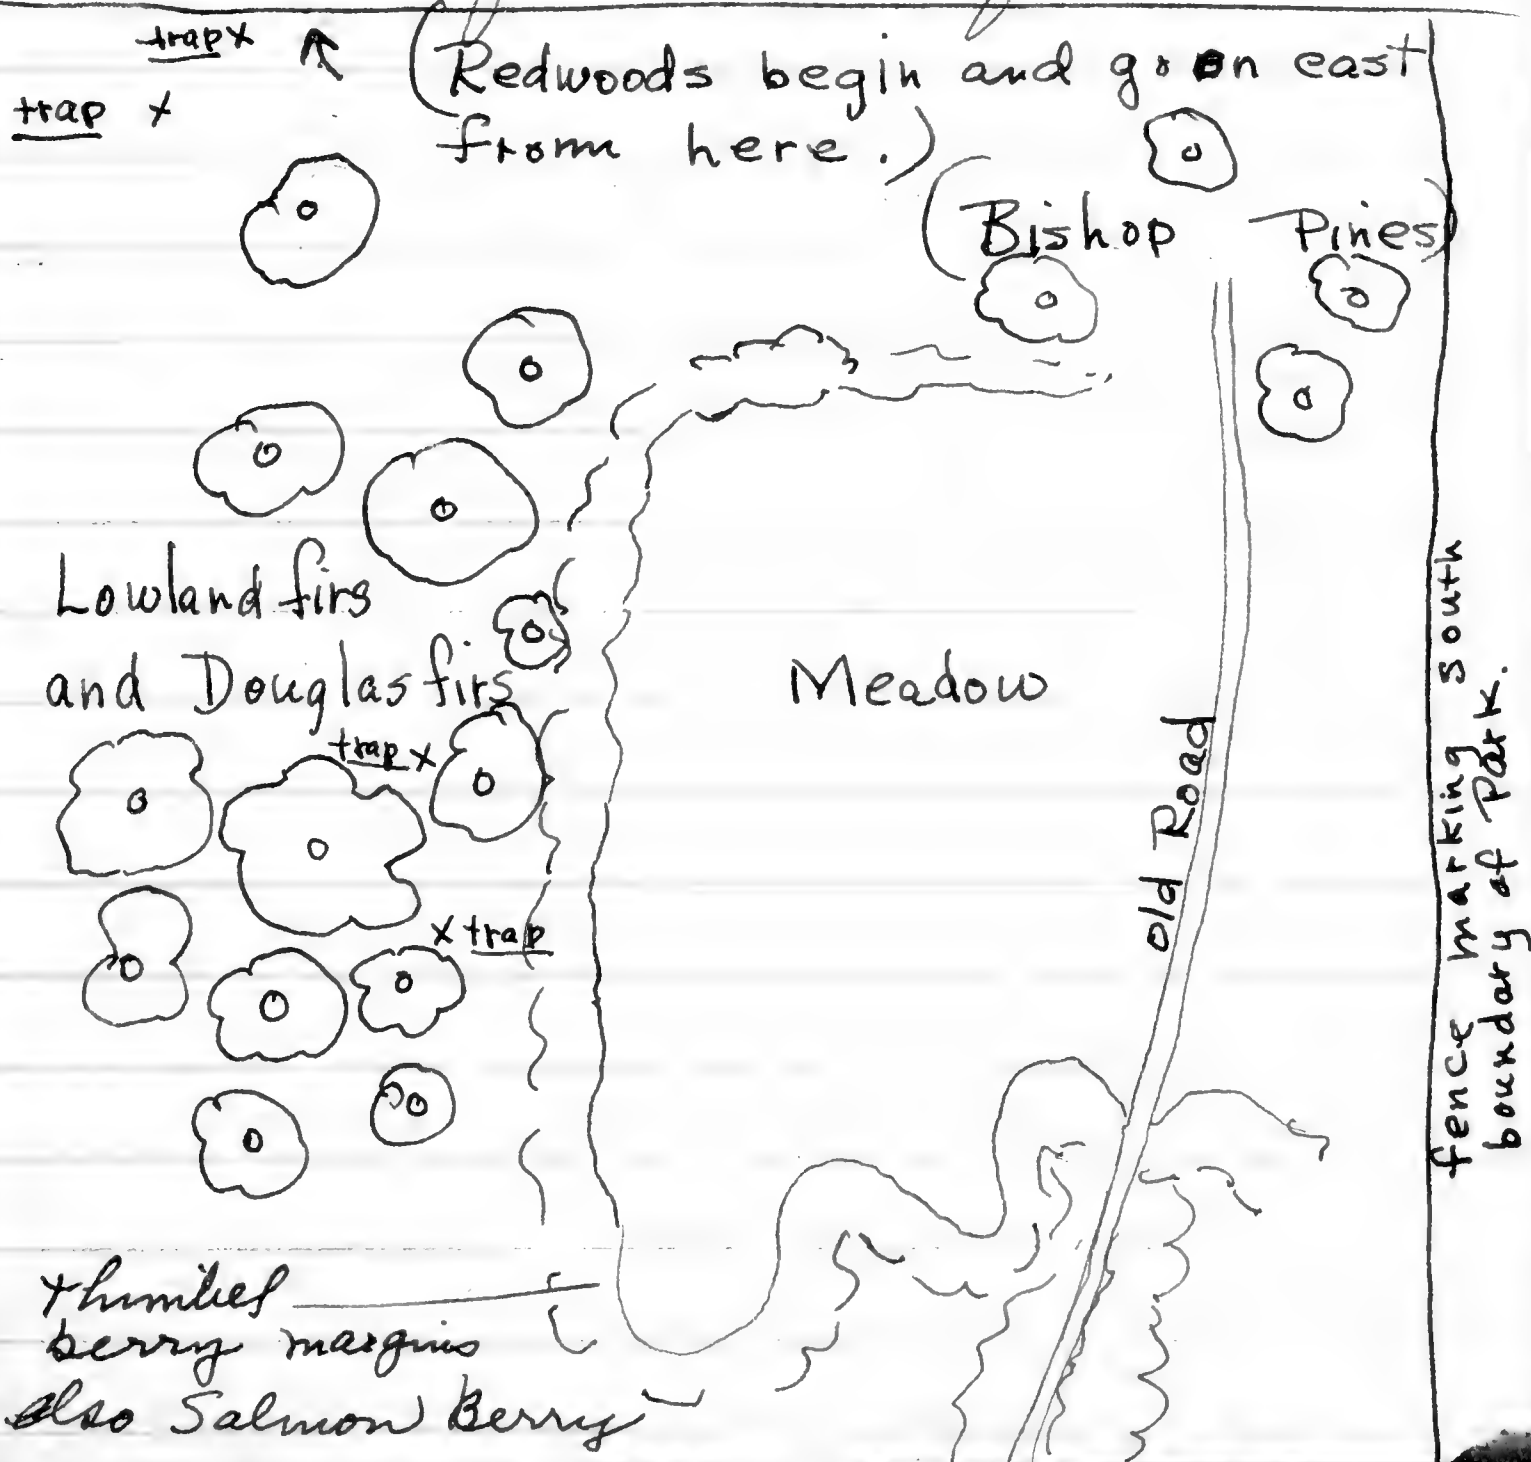 trap x
(Redwoods begin and go on east
trap x
from here.)
(Bishop Pines)
Lowland firs
and Douglas firs
Meadow
trap x
x trap
Old Road
fence marking south
boundary of Park.
thimble
berry margins
also Salmon Berry